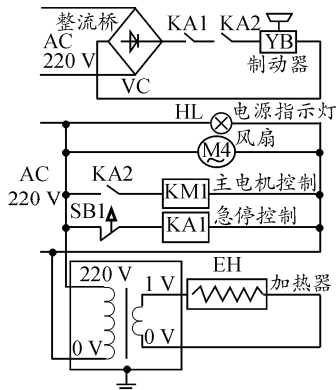 整流桥
KA1 KA2
YB
AC
220 V
VC
制动器
HL 电源指示灯
风扇
M4
AC
220 V
KA2
KM1
主电机控制
SB1
KA1
急停控制
220 V
1 V
EH
加热器
0 V
0 V